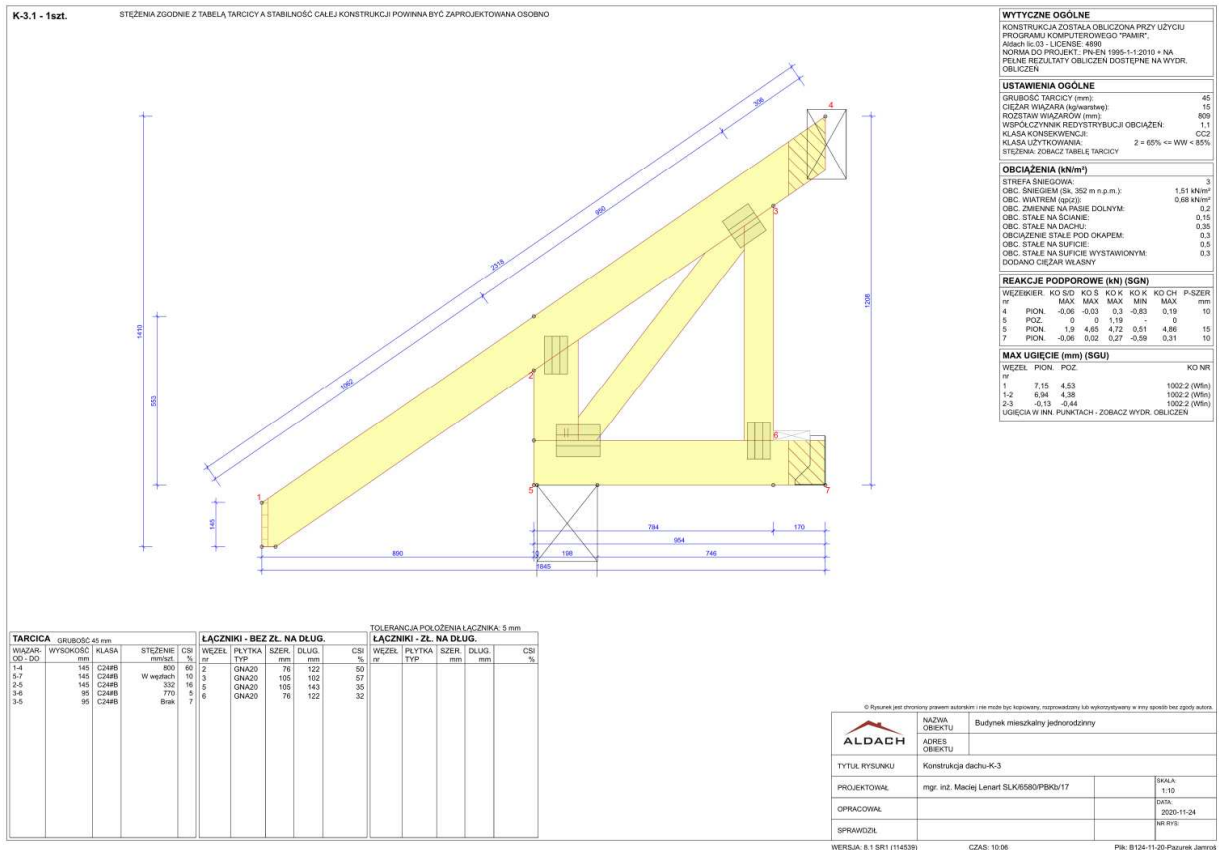 K-3.1 - 1szt.
STĘŻENIA ZGODNIE Z TABELĄ TARCICY A STABILNOŚĆ CAŁEJ KONSTRUKCJI POWINNA BYĆ ZAPROJEKTOWANA OSOBNO
WYTYCZNE OGÓLNE
KONSTRUKCJA ZOSTAŁA OBLICZONA PRZY UŻYCIU
PROGRAMU KOMPUTEROWEGO "PAMIR",
Aldach lic.03 - LICENSE: 4890
NORMA DO PROJEKT.: PN-EN 1995-1-1:2010 + NA
PEŁNE REZULTATY OBLICZEŃ DOSTĘPNE NA WYDR.
OBLICZEŃ
USTAWIENIA OGÓLNE
GRUBOŚĆ TARCICY (mm): 45
CIĘŻAR WIĄZARA (kg/warstwę): 15
ROZSTAW WIĄZARÓW (mm): 809
WSPÓŁCZYNNIK REDYSTRYBUCJI OBCIĄŻEŃ: 1,1
KLASA KONSEKWENCJI: CC2
KLASA UŻYTKOWANIA: 2 = 65% <= WW < 85%
STĘŻENIA: ZOBACZ TABELĘ TARCICY
OBCIĄŻENIA (kN/m²)
STREFA ŚNIEGOWA: 3
OBC. ŚNIEGIEM (Sk, 352 m n.p.m.): 1,51 kN/m²
OBC. WIATREM (qp(z)): 0,68 kN/m²
OBC. ZMIENNE NA PASIE DOLNYM: 0,2
OBC. STAŁE NA ŚCIANIE: 0,15
OBC. STAŁE NA DACHU: 0,35
OBCIĄŻENIE STAŁE POD OKAPEM: 0,3
OBC. STAŁE NA SUFICIE: 0,5
OBC. STAŁE NA SUFICIE WYSTAWIONYM: 0,3
DODANO CIĘŻAR WŁASNY
REAKCJE PODPOROWE (kN) (SGN)
WĘZEŁ KIER. KO S/D KO Ś KO K KO K KO CH P-SZER
nr MAX MAX MAX MIN MAX mm
4 PION. -0,06 -0,03 0,3 -0,83 0,19 10
5 POZ. 0 0 1,19 - 0
5 PION. 1,9 4,65 4,72 0,51 4,86 15
7 PION. -0,06 0,02 0,27 -0,59 0,31 10
MAX UGIĘCIE (mm) (SGU)
WĘZEŁ PION. POZ. KO NR
nr
1 7,15 4,53 1002:2 (Wfin)
1-2 6,94 4,38 1002:2 (Wfin)
2-3 -0,13 -0,44 1002:2 (Wfin)
UGIĘCIA W INN. PUNKTACH - ZOBACZ WYDR. OBLICZEŃ
4
306
950
3
2318
1410
1208
553
2
1062
6
1
5
7
145
784
170
954
890
10
198
746
1845
TOLERANCJA POŁOŻENIA ŁĄCZNIKA: 5 mm
TARCICA GRUBOŚĆ 45 mm
WIĄZAR- WYSOKOŚĆ KLASA STĘŻENIE CSI
OD - DO mm mm/szt. %
1-4 145 C24#B 800 60
5-7 145 C24#B W węzłach 10
2-5 145 C24#B 332 16
3-6 95 C24#B 770 5
3-5 95 C24#B Brak 7
ŁĄCZNIKI - BEZ ZŁ. NA DŁUG.
WĘZEŁ PŁYTKA SZER. DŁUG. CSI
nr TYP mm mm %
2 GNA20 76 122 50
3 GNA20 105 102 57
5 GNA20 105 143 35
6 GNA20 76 122 32
ŁĄCZNIKI - ZŁ. NA DŁUG.
WĘZEŁ PŁYTKA SZER. DŁUG. CSI
nr TYP mm mm %
© Rysunek jest chroniony prawem autorskim i nie może być kopiowany, rozprowadzany lub wykorzystywany w inny sposób bez zgody autora.
ALDACH
NAZWA OBIEKTU Budynek mieszkalny jednorodzinny
ADRES OBIEKTU
TYTUŁ RYSUNKU Konstrukcja dachu-K-3
PROJEKTOWAŁ mgr. inż. Maciej Lenart SLK/6580/PBKb/17
SKALA: 1:10
OPRACOWAŁ
DATA: 2020-11-24
SPRAWDZIŁ
NR RYS:
WERSJA: 8.1 SR1 (114539) CZAS: 10:06 Plik: B124-11-20-Pazurek Jamroś